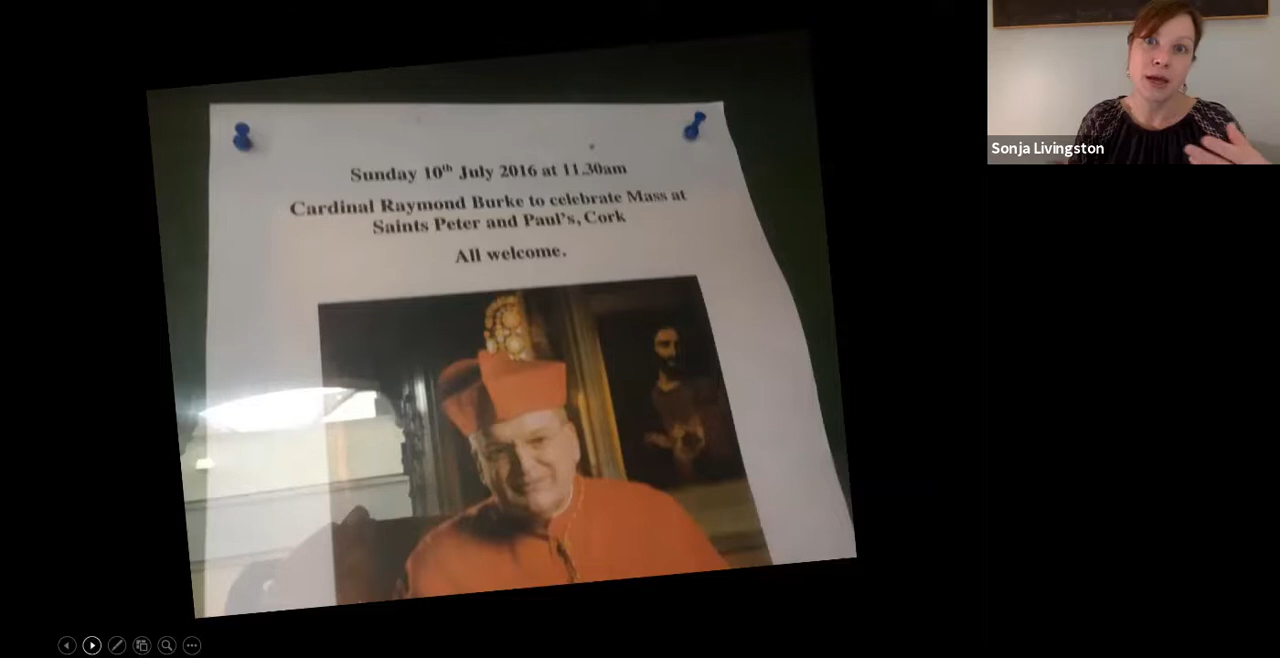 Sunday 10th July 2016 at 11.30am
Cardinal Raymond Burke to celebrate Mass at
Saints Peter and Paul's, Cork
All welcome.
Sonja Livingston